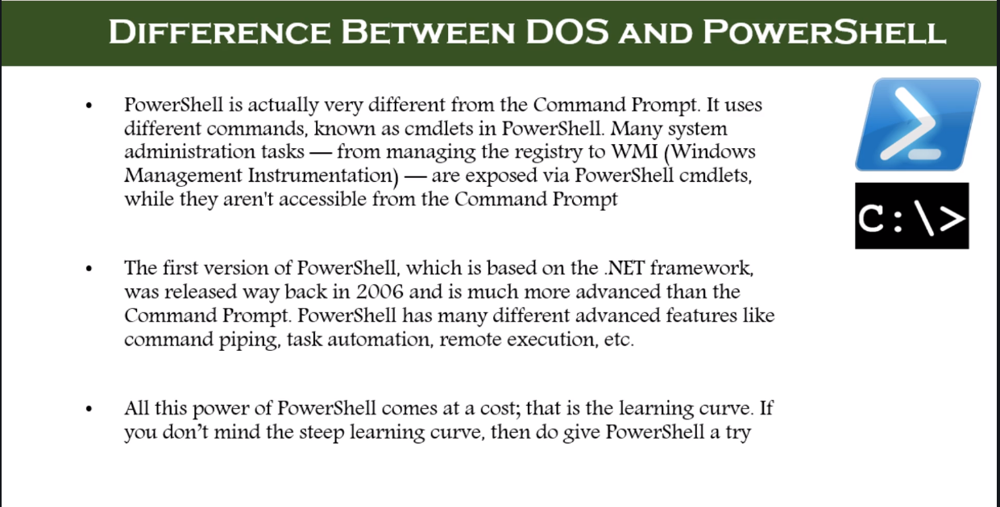 DIFFERENCE BETWEEN DOS AND POWERSHELL
• PowerShell is actually very different from the Command Prompt. It uses
different commands, known as cmdlets in PowerShell. Many system
administration tasks — from managing the registry to WMI (Windows
Management Instrumentation) — are exposed via PowerShell cmdlets,
while they aren't accessible from the Command Prompt
C:\>
• The first version of PowerShell, which is based on the .NET framework,
was released way back in 2006 and is much more advanced than the
Command Prompt. PowerShell has many different advanced features like
command piping, task automation, remote execution, etc.
• All this power of PowerShell comes at a cost; that is the learning curve. If
you don’t mind the steep learning curve, then do give PowerShell a try